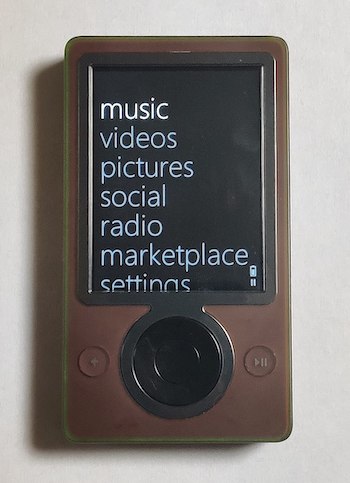 music
videos
pictures
social
radio
marketplace
settings